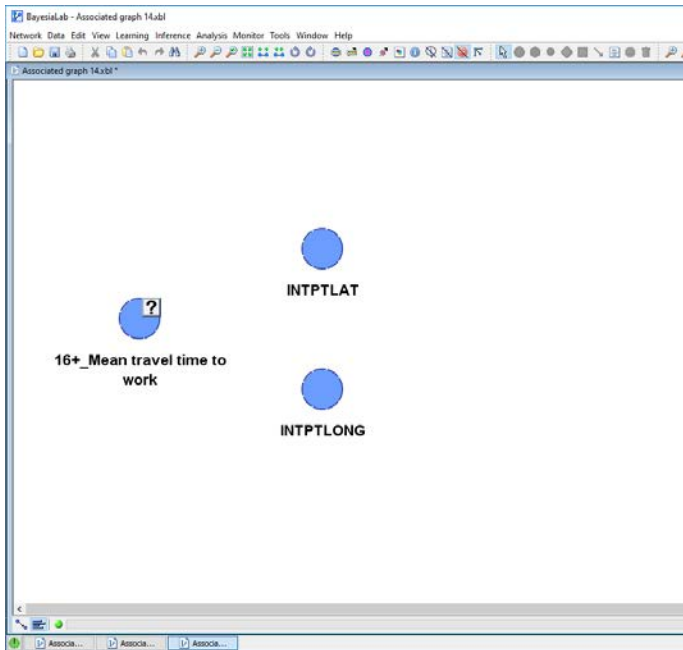 BayesiaLab - Associated graph 14.xbl
Network Data Edit View Learning Inference Analysis Monitor Tools Window Help
Associated graph 14.xbl *
INTPTLAT
?
16+_Mean travel time to
work
INTPTLONG
Associa... Associa... Associa...